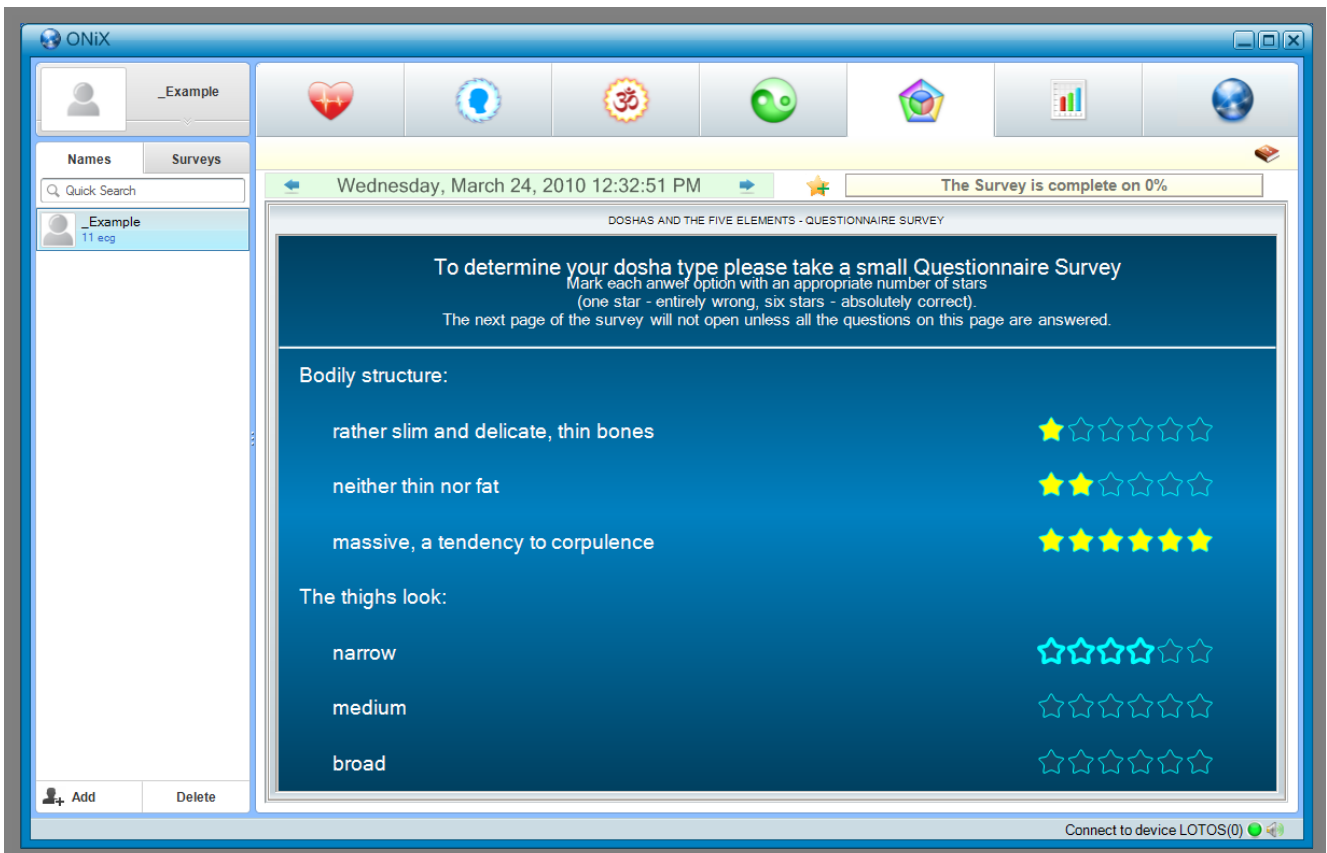 ONiX
_Example
Names Surveys
Quick Search
_Example
11 ecg
Wednesday, March 24, 2010 12:32:51 PM
The Survey is complete on 0%
DOSHAS AND THE FIVE ELEMENTS - QUESTIONNAIRE SURVEY
To determine your dosha type please take a small Questionnaire Survey
Mark each anwer option with an appropriate number of stars
(one star - entirely wrong, six stars - absolutely correct).
The next page of the survey will not open unless all the questions on this page are answered.
Bodily structure:
rather slim and delicate, thin bones
neither thin nor fat
massive, a tendency to corpulence
The thighs look:
narrow
medium
broad
Add Delete
Connect to device LOTOS(0)